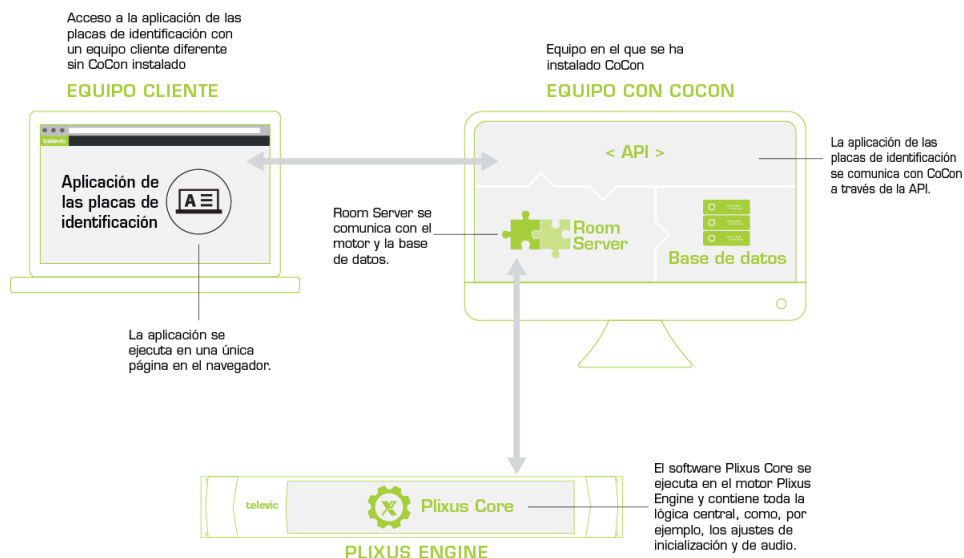 Acceso a la aplicación de las
placas de identificación con
un equipo cliente diferente
sin CoCon instalado
EQUIPO CLIENTE
televic
Aplicación de
las placas de
identificación
A
La aplicación se
ejecuta en una única
página en el navegador.
Equipo en el que se ha
instalado CoCon
EQUIPO CON COCON
< API >
Room
Server
Base de datos
La aplicación de las
placas de identificación
se comunica con CoCon
a través de la API.
Room Server se
comunica con el
motor y la base
de datos.
televic
Plixus Core
PLIXUS ENGINE
El software Plixus Core se
ejecuta en el motor Plixus
Engine y contiene toda la
lógica central, como, por
ejemplo, los ajustes de
inicialización y de audio.